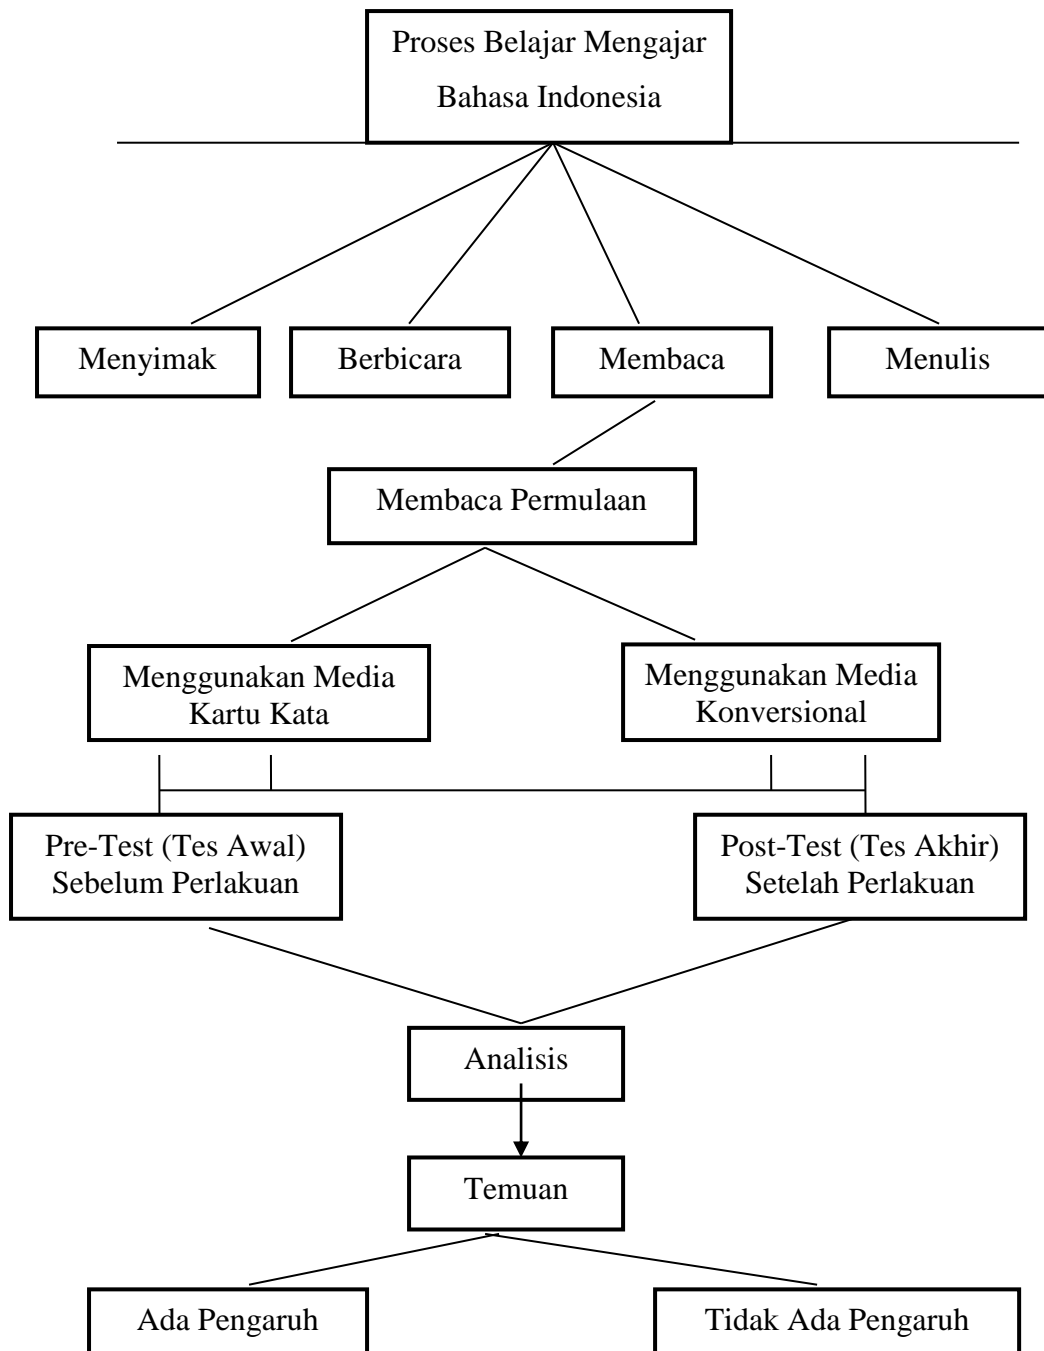 Proses Belajar Mengajar
Bahasa Indonesia
Menyimak
Berbicara
Membaca
Menulis
Membaca Permulaan
Menggunakan Media
Kartu Kata
Menggunakan Media
Konversional
Pre-Test (Tes Awal)
Sebelum Perlakuan
Post-Test (Tes Akhir)
Setelah Perlakuan
Analisis
Temuan
Ada Pengaruh
Tidak Ada Pengaruh